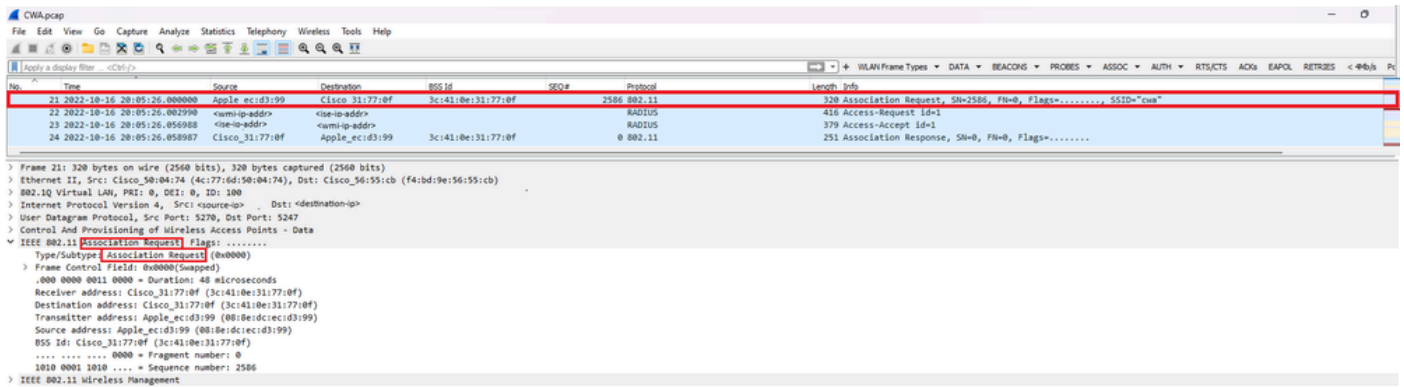 CWA.pcap
File Edit View Go Capture Analyze Statistics Telephony Wireless Tools Help
Apply a display filter ... <Ctrl-/>
+ WLAN Frame Types DATA BEACONS PROBES ASSOC AUTH RTS/CTS ACKs EAPOL RETRIES < 4Mb/s
No. Time Source Destination BSS Id SEQ# Protocol Length Info
21 2022-10-16 20:05:26.000000 Apple_ec:d3:99 Cisco_31:77:0f 3c:41:0e:31:77:0f 2586 802.11 320 Association Request, SN=2586, FN=0, Flags=........, SSID="cwa"
22 2022-10-16 20:05:26.002990 <wmi-ip-addr> <ise-ip-addr> RADIUS 416 Access-Request id=1
23 2022-10-16 20:05:26.056988 <ise-ip-addr> <wmi-ip-addr> RADIUS 379 Access-Accept id=1
24 2022-10-16 20:05:26.058987 Cisco_31:77:0f Apple_ec:d3:99 3c:41:0e:31:77:0f 0 802.11 251 Association Response, SN=0, FN=0, Flags=........
> Frame 21: 320 bytes on wire (2560 bits), 320 bytes captured (2560 bits)
> Ethernet II, Src: Cisco_50:04:74 (4c:77:6d:50:04:74), Dst: Cisco_56:55:cb (f4:bd:9e:56:55:cb)
> 802.1Q Virtual LAN, PRI: 0, DEI: 0, ID: 100
> Internet Protocol Version 4, Src: <source-ip> , Dst: <destination-ip>
> User Datagram Protocol, Src Port: 5270, Dst Port: 5247
> Control And Provisioning of Wireless Access Points - Data
IEEE 802.11 Association Request, Flags: ........
Type/Subtype: Association Request (0x0000)
> Frame Control Field: 0x0000(Swapped)
.000 0000 0011 0000 = Duration: 48 microseconds
Receiver address: Cisco_31:77:0f (3c:41:0e:31:77:0f)
Destination address: Cisco_31:77:0f (3c:41:0e:31:77:0f)
Transmitter address: Apple_ec:d3:99 (08:8e:dc:ec:d3:99)
Source address: Apple_ec:d3:99 (08:8e:dc:ec:d3:99)
BSS Id: Cisco_31:77:0f (3c:41:0e:31:77:0f)
.... .... .... 0000 = Fragment number: 0
1010 0001 1010 .... = Sequence number: 2586
> IEEE 802.11 Wireless Management